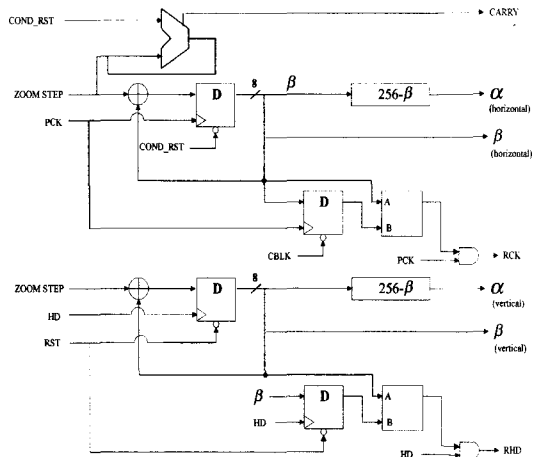 COND_RST
CARRY
ZOOM STEP
D
8
β
256-β
α
(horizontal)
PCK
COND_RST
β
(horizontal)
D
A
B
CBLK
PCK
RCK
ZOOM STEP
D
8
256-β
α
(vertical)
HD
RST
β
(vertical)
β
D
A
B
HD
HD
RHD